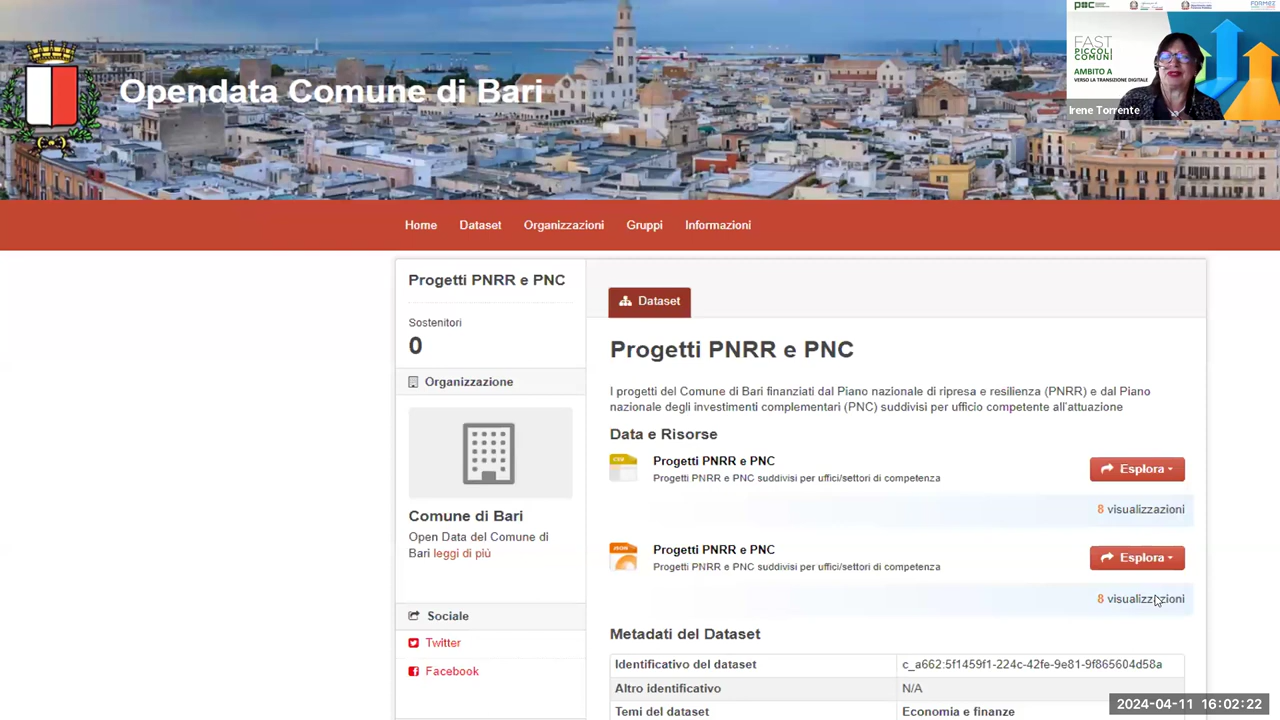 Opendata Comune di Bari
FAST
PICCOLI
COMUNI
AMBITO A
VERSO LA TRANSIZIONE DIGITALE
Irene Torrente
Home
Dataset
Organizzazioni
Gruppi
Informazioni
Progetti PNRR e PNC
Sostenitori
0
Organizzazione
Comune di Bari
Open Data del Comune di
Bari leggi di più
Sociale
Twitter
Facebook
Dataset
Progetti PNRR e PNC
I progetti del Comune di Bari finanziati dal Piano nazionale di ripresa e resilienza (PNRR) e dal Piano
nazionale degli investimenti complementari (PNC) suddivisi per ufficio competente all'attuazione
Data e Risorse
CSV
Progetti PNRR e PNC
Progetti PNRR e PNC suddivisi per uffici/settori di competenza
Esplora
8 visualizzazioni
JSON
Progetti PNRR e PNC
Progetti PNRR e PNC suddivisi per uffici/settori di competenza
Esplora
8 visualizzazioni
Metadati del Dataset
Identificativo del dataset c_a662:5f1459f1-224c-42fe-9e81-9f865604d58a
Altro identificativo N/A
Temi del dataset Economia e finanze
2024-04-11 16:02:22